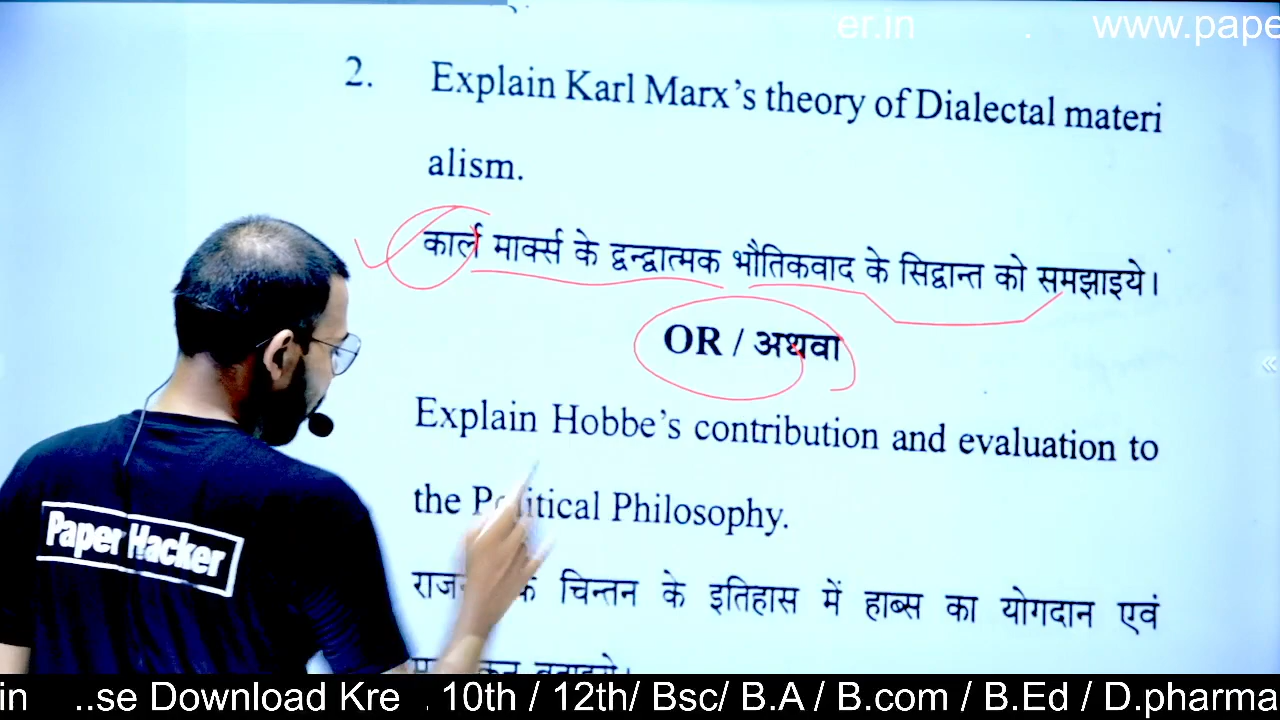 er.in . www.pape
2. Explain Karl Marx's theory of Dialectal materi
alism.
कार्ल मार्क्स के द्वन्द्वात्मक भौतिकवाद के सिद्वान्त को समझाइये।
OR / अथवा
Explain Hobbe's contribution and evaluation to
the Political Philosophy.
चिन्तन के इतिहास में हाब्स का योगदान एवं
Paper Hacker
in ..se Download Kre . 10th / 12th/ Bsc/ B.A / B.com / B.Ed / D.pharma